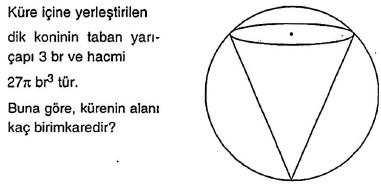 Küre içine yerleştirilen
dik koninin taban yarı-
çapı 3 br ve hacmi
27π br³ tür.
Buna göre, kürenin alanı
kaç birimkaredir?